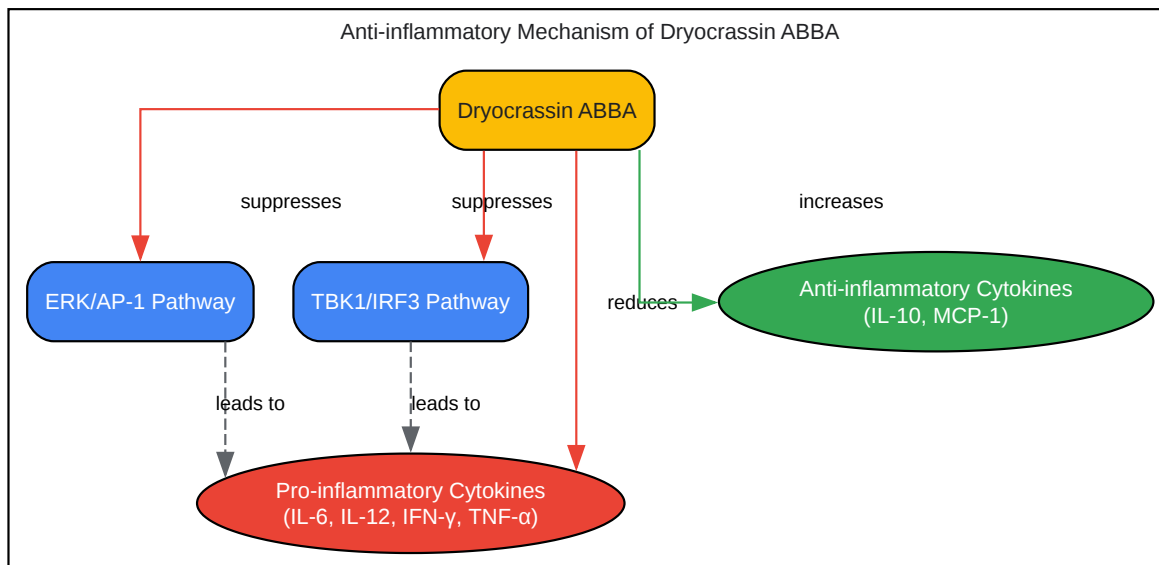 Anti-inflammatory Mechanism of Dryocrassin ABBA
Dryocrassin ABBA
suppresses
suppresses
increases
ERK/AP-1 Pathway
TBK1/IRF3 Pathway
reduces
Anti-inflammatory Cytokines
(IL-10, MCP-1)
leads to
leads to
Pro-inflammatory Cytokines
(IL-6, IL-12, IFN-γ, TNF-α)